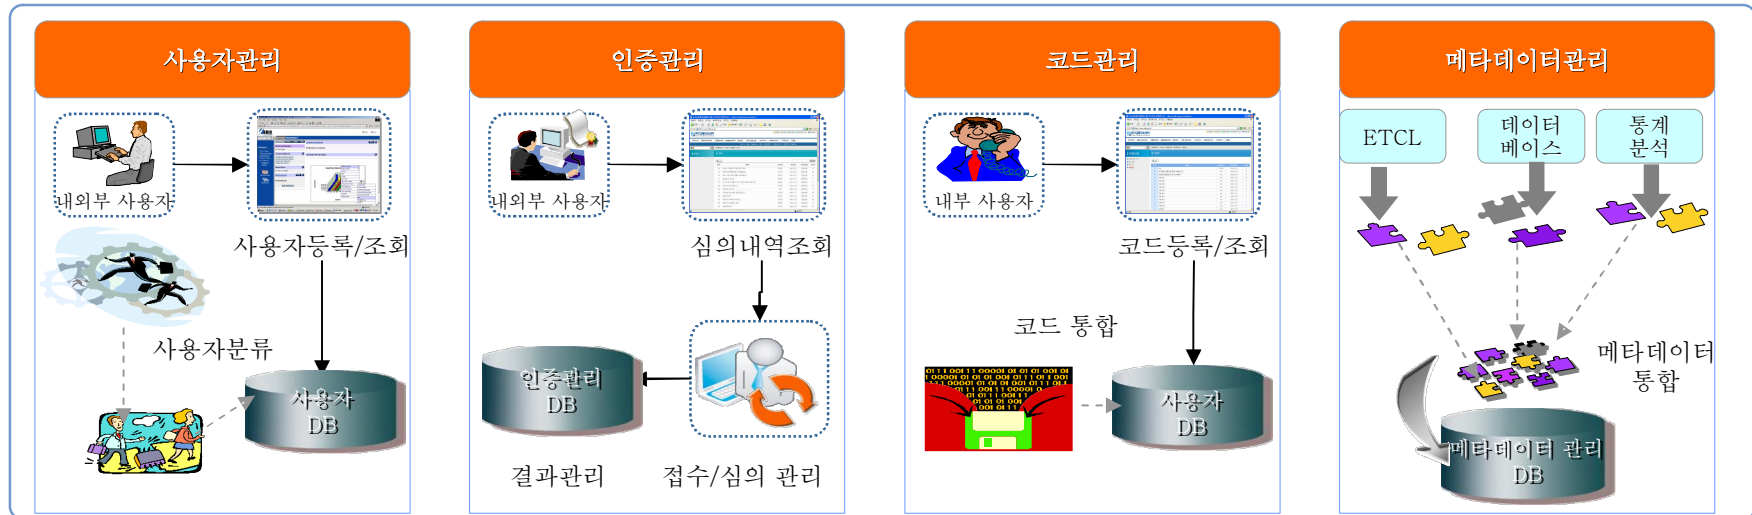 사용자관리
내외부 사용자
사용자등록/조회
사용자분류
사용자
DB
인증관리
내외부 사용자
심의내역조회
인증관리
DB
결과관리
접수/심의 관리
코드관리
내부 사용자
코드등록/조회
코드 통합
사용자
DB
메타데이터관리
ETCL
데이터
베이스
통계
분석
메타데이터
통합
메타데이터 관리
DB